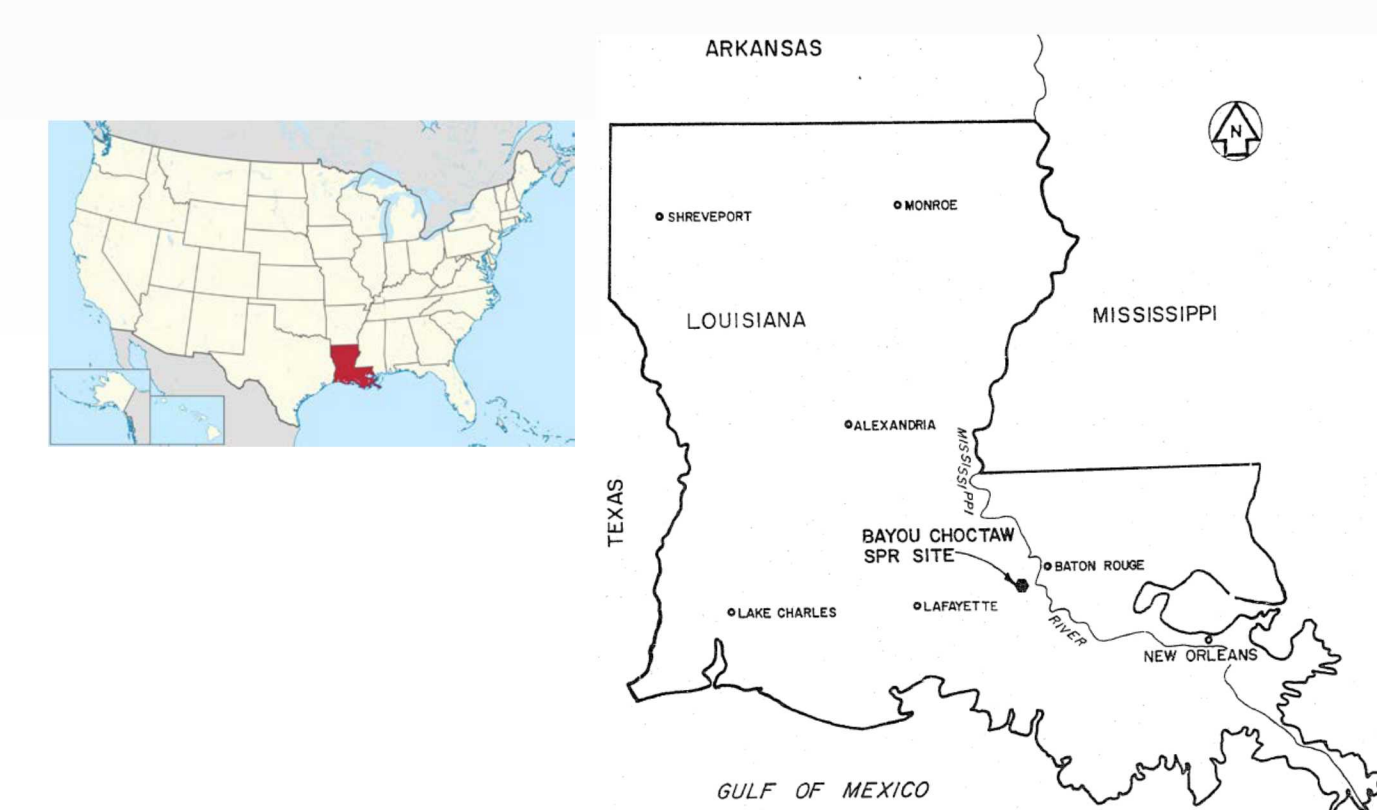 ARKANSAS
N
MONROE
SHREVEPORT
LOUISIANA
MISSISSIPPI
ALEXANDRIA
MISSISSIPPI
TEXAS
BAYOU CHOCTAW
SPR SITE
BATON ROUGE
LAFAYETTE
LAKE CHARLES
RIVER
NEW ORLEANS
GULF OF MEXICO